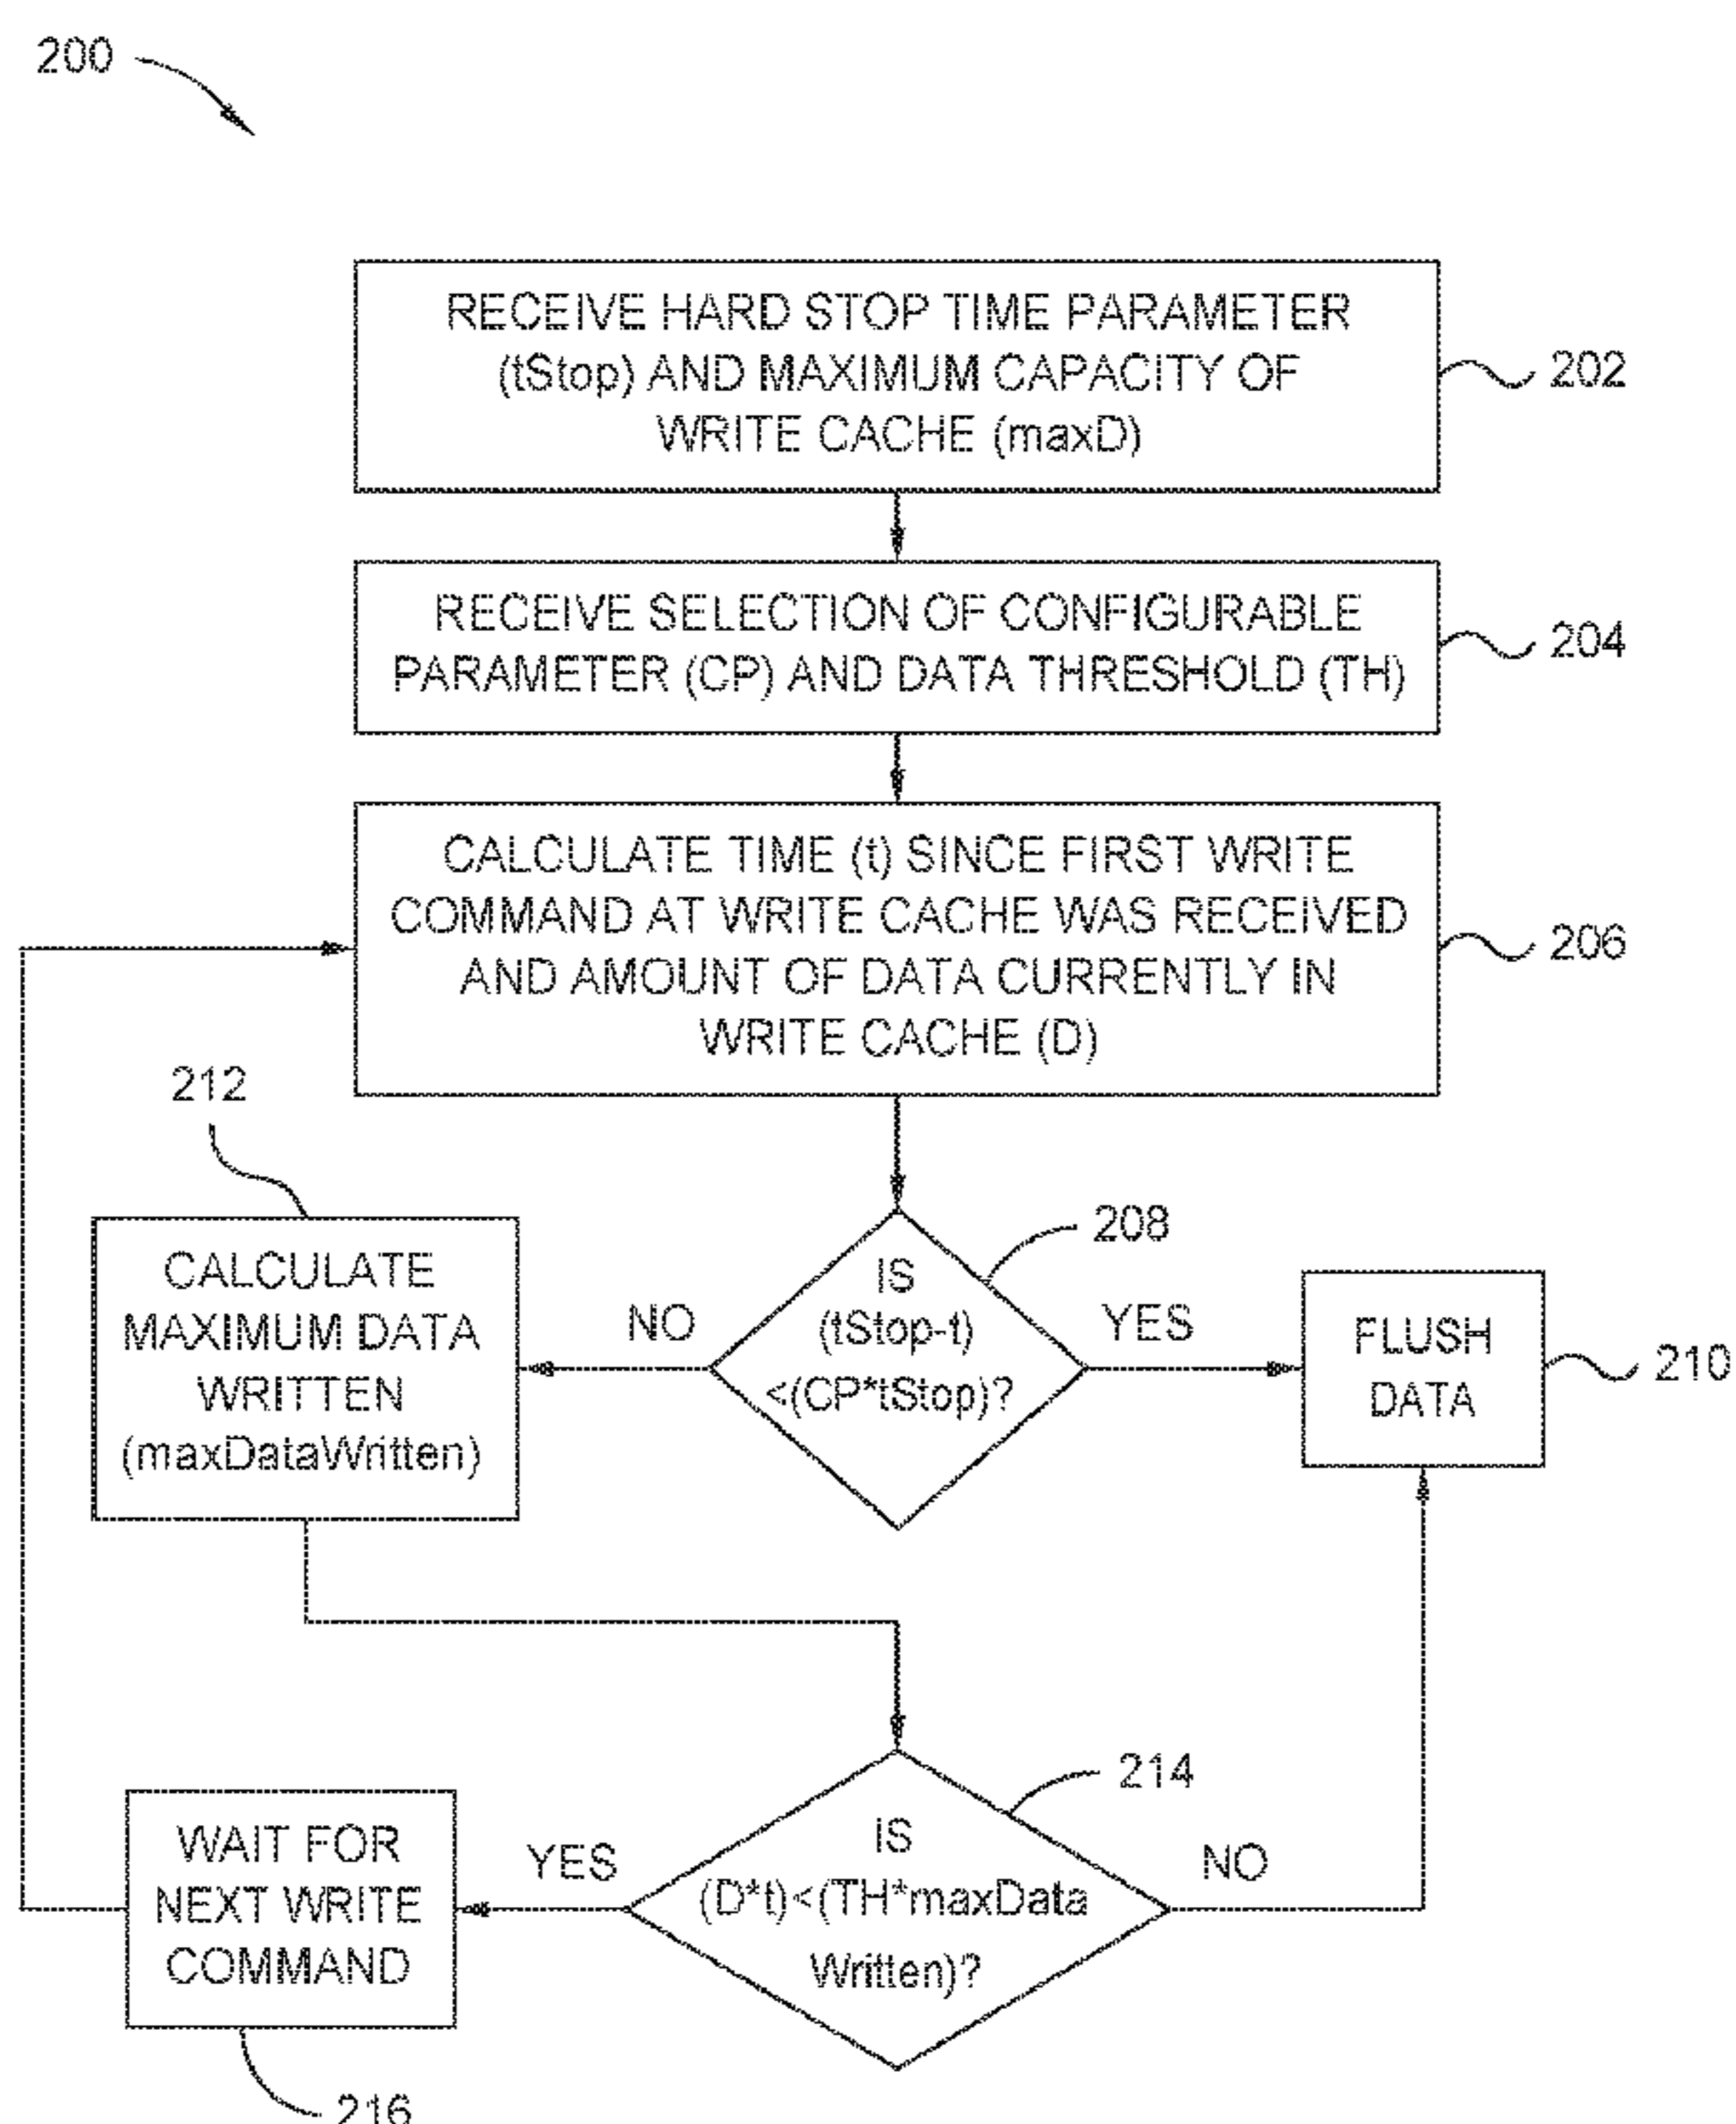 200
RECEIVE HARD STOP TIME PARAMETER
(tStop) AND MAXIMUM CAPACITY OF
WRITE CACHE (maxD)
202
RECEIVE SELECTION OF CONFIGURABLE
PARAMETER (CP) AND DATA THRESHOLD (TH)
204
CALCULATE TIME (t) SINCE FIRST WRITE
COMMAND AT WRITE CACHE WAS RECEIVED
AND AMOUNT OF DATA CURRENTLY IN
WRITE CACHE (D)
206
212
CALCULATE
MAXIMUM DATA
WRITTEN
(maxDataWritten)
NO
IS
(tStop-t)
<(CP*tStop)?
208
YES
FLUSH
DATA
210
WAIT FOR
NEXT WRITE
COMMAND
216
YES
IS
(D*t)<(TH*maxData
Written)?
214
NO